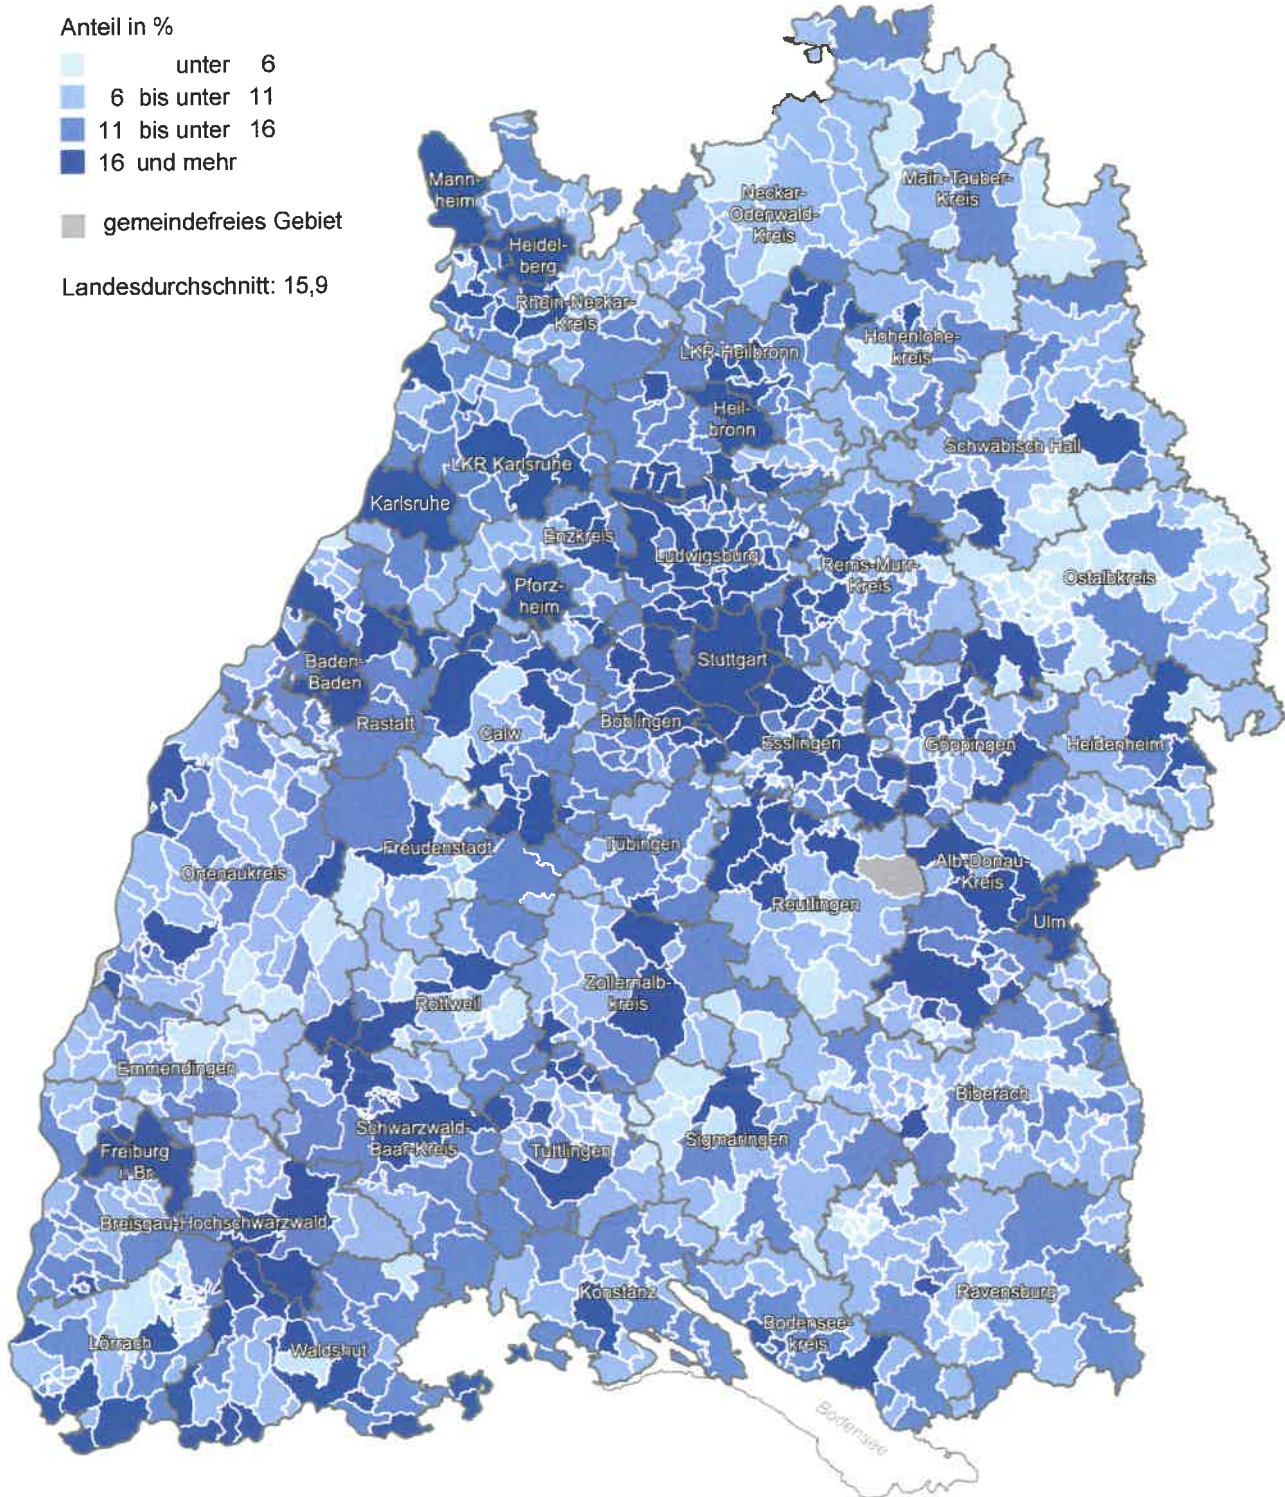 Anteil in %
unter 6
6 bis unter 11
11 bis unter 16
16 und mehr
gemeindefreies Gebiet
Landesdurchschnitt: 15,9
Mann-
heim
Heidel-
berg
Rhein-Neckar-
Kreis
Neckar-
Odenwald-
Kreis
Main-Tauber-
Kreis
LKR Heilbronn
Hohenlohe-
kreis
Heil-
bronn
Schwäbisch Hall
LKR Karlsruhe
Karlsruhe
Enzkreis
Ludwigsburg
Rems-Murr-
Kreis
Ostalbkreis
Pforz-
heim
Stuttgart
Baden-
Baden
Rastatt
Calw
Böblingen
Esslingen
Göppingen
Heidenheim
Freudenstadt
Tübingen
Ortenaukreis
Reutlingen
Alb-Donau-
Kreis
Ulm
Zollernalb-
kreis
Rottweil
Emmendingen
Biberach
Freiburg
i. Br.
Schwarzwald-
Baar-Kreis
Tuttlingen
Sigmaringen
Breisgau-Hochschwarzwald
Konstanz
Ravensburg
Bodensee-
kreis
Lörrach
Waldshut
Bodensee